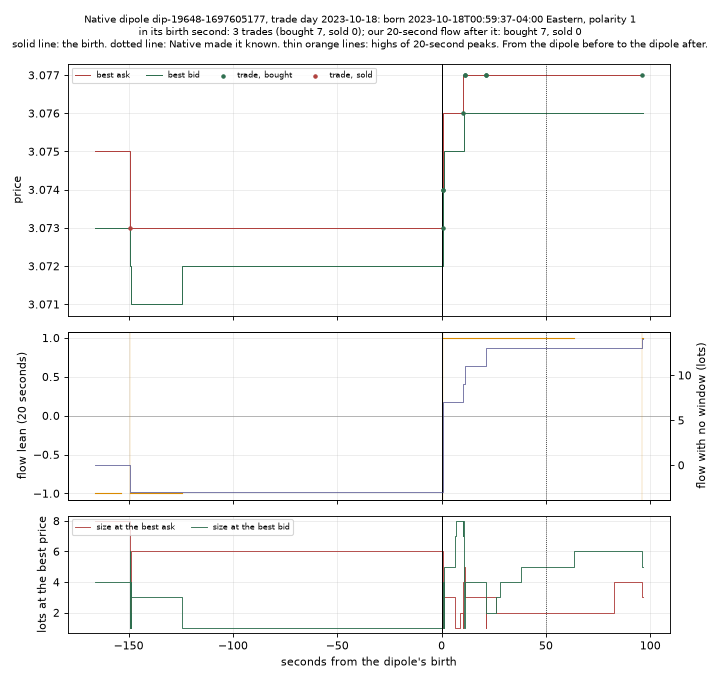 Native dipole dip-19648-1697605177, trade day 2023-10-18: born 2023-10-18T00:59:37-04:00 Eastern, polarity 1
in its birth second: 3 trades (bought 7, sold 0); our 20-second flow after it: bought 7, sold 0
solid line: the birth. dotted line: Native made it known. thin orange lines: highs of 20-second peaks. From the dipole before to the dipole after.
best ask best bid trade, bought trade, sold
3.077
3.076
3.075
3.074
3.073
3.072
3.071
price
1.0
0.5
0.0
−0.5
−1.0
flow lean (20 seconds)
10
5
0
flow with no window (lots)
size at the best ask size at the best bid
8
6
4
2
lots at the best price
−150 −100 −50 0 50 100
seconds from the dipole's birth